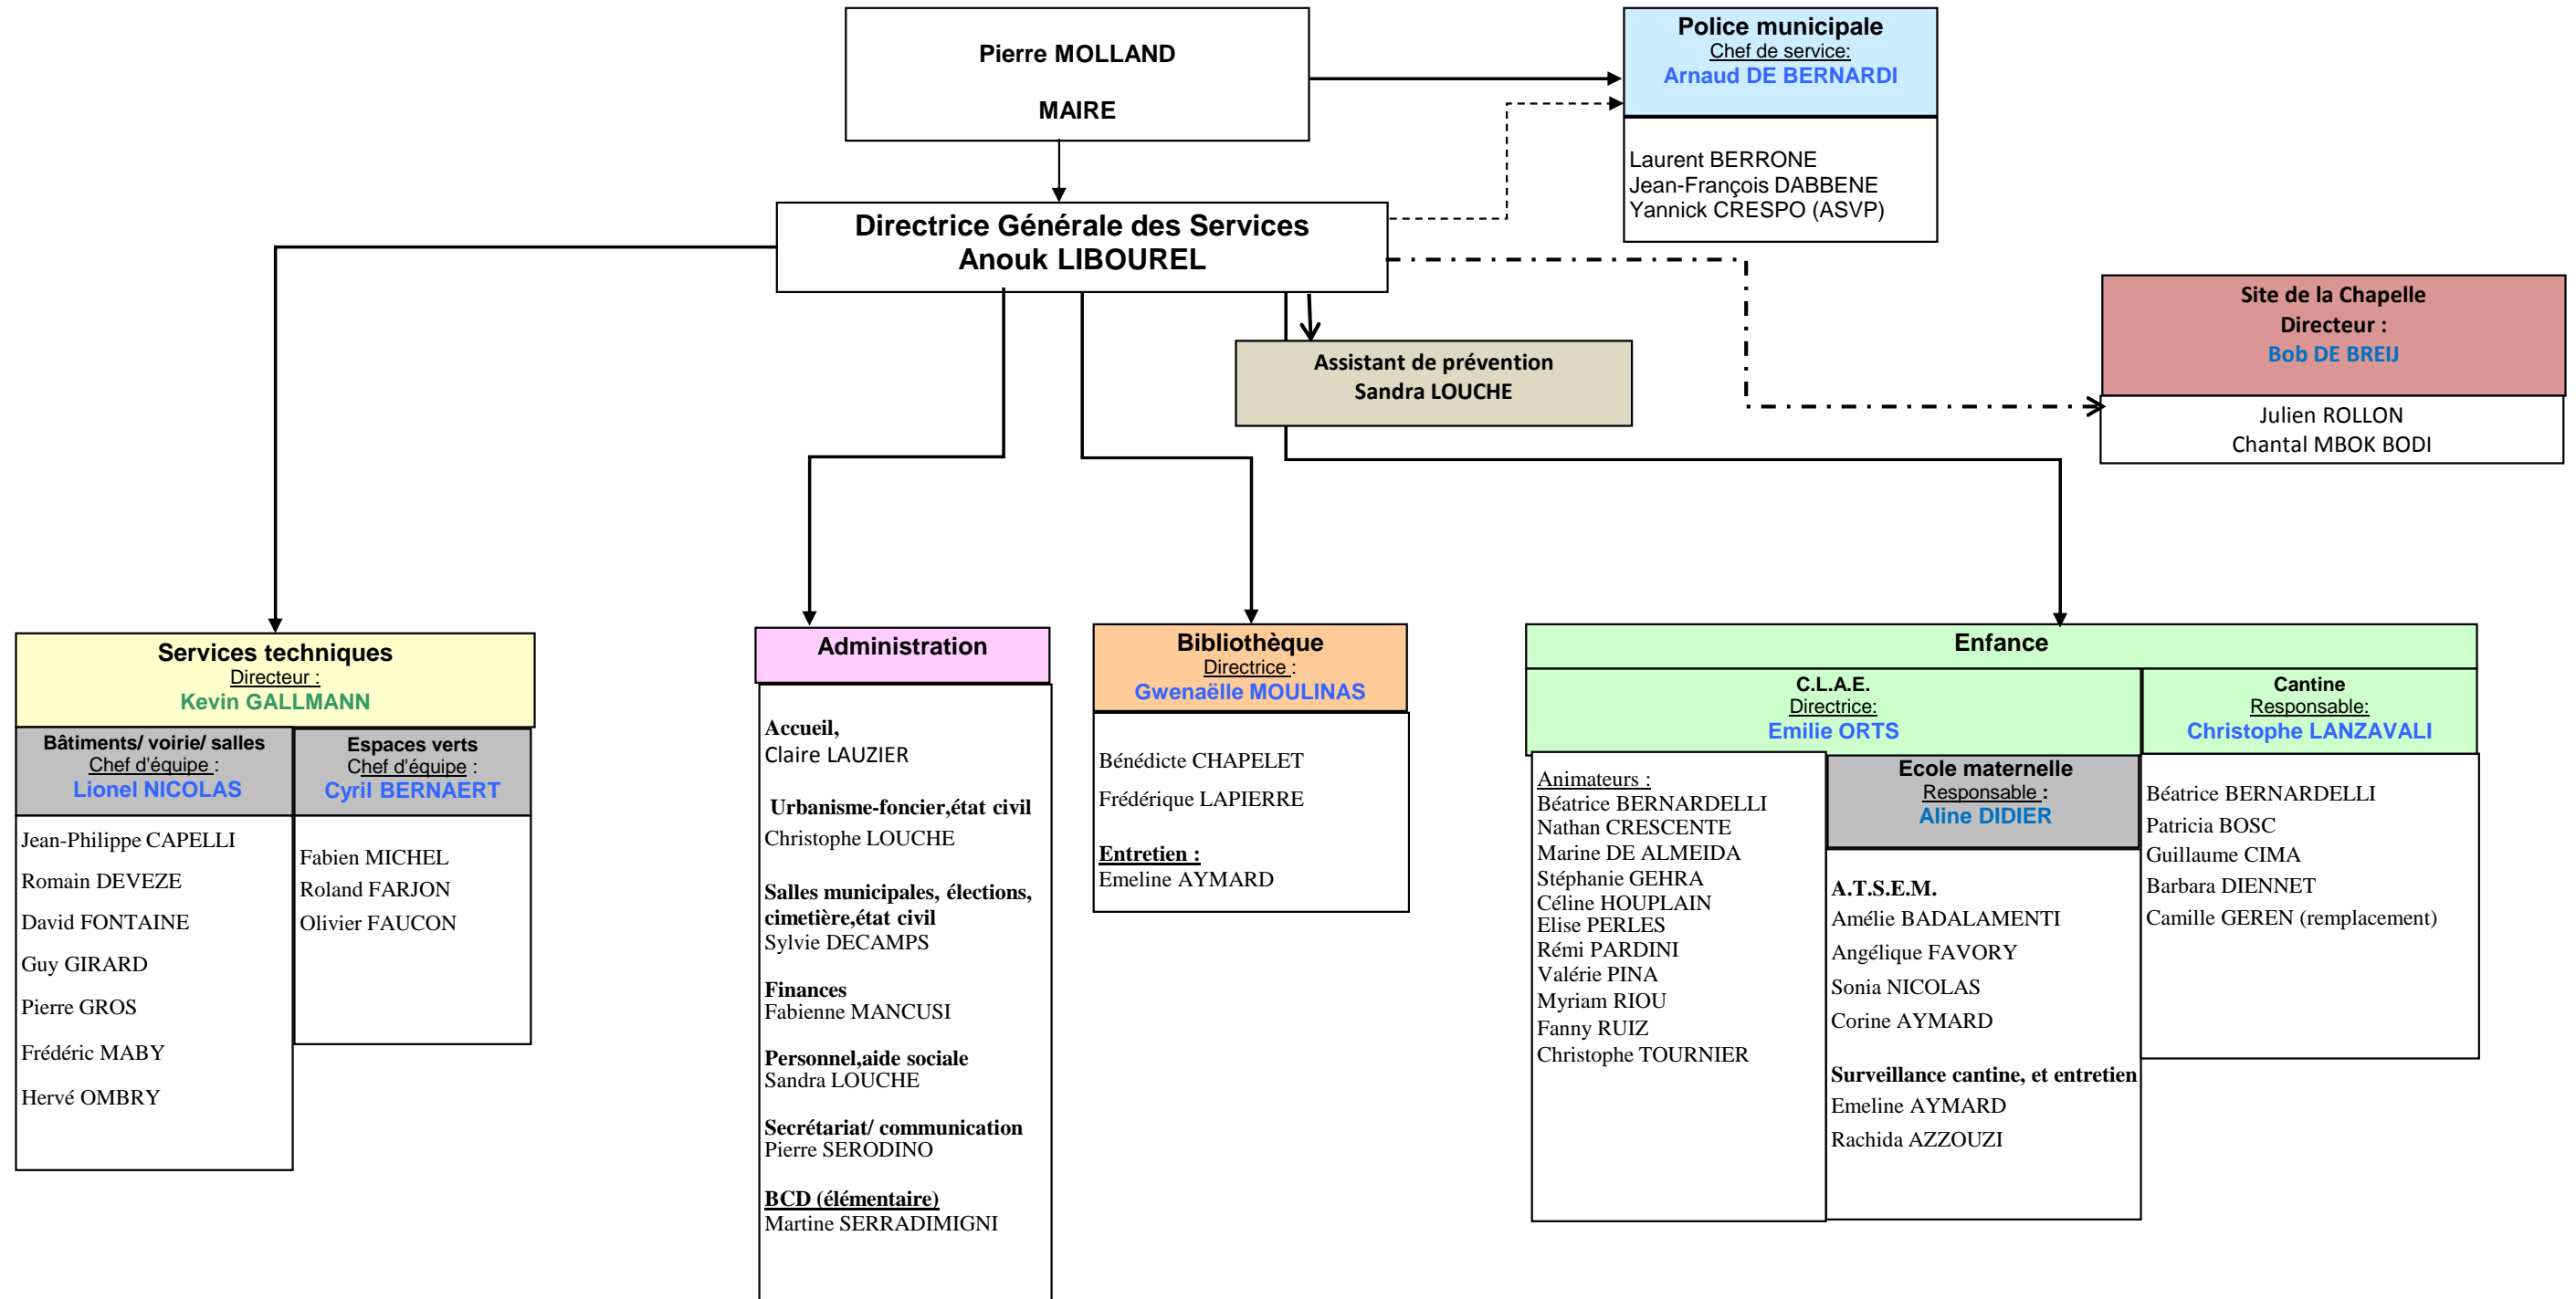 Pierre MOLLAND
MAIRE
Police municipale
Chef de service:
Arnaud DE BERNARDI
Laurent BERRONE
Jean-François DABBENE
Yannick CRESPO (ASVP)
Directrice Générale des Services
Anouk LIBOUREL
Site de la Chapelle
Directeur :
Bob DE BREIJ
Julien ROLLON
Chantal MBOK BODI
Assistant de prévention
Sandra LOUCHE
Services techniques
Directeur :
Kevin GALLMANN
Bâtiments/ voirie/ salles
Chef d'équipe :
Lionel NICOLAS
Jean-Philippe CAPELLI
Romain DEVEZE
David FONTAINE
Guy GIRARD
Pierre GROS
Frédéric MABY
Hervé OMBRY
Espaces verts
Chef d'équipe :
Cyril BERNAERT
Fabien MICHEL
Roland FARJON
Olivier FAUCON
Administration
Accueil,
Claire LAUZIER
Urbanisme-foncier,état civil
Christophe LOUCHE
Salles municipales, élections,
cimetière,état civil
Sylvie DECAMPS
Finances
Fabienne MANCUSI
Personnel,aide sociale
Sandra LOUCHE
Secrétariat/ communication
Pierre SERODINO
BCD (élémentaire)
Martine SERRADIMIGNI
Bibliothèque
Directrice :
Gwenaëlle MOULINAS
Bénédicte CHAPELET
Frédérique LAPIERRE
Entretien :
Emeline AYMARD
Enfance
C.L.A.E.
Directrice:
Emilie ORTS
Animateurs :
Béatrice BERNARDELLI
Nathan CRESCENTE
Marine DE ALMEIDA
Stéphanie GEHRA
Céline HOUPLAIN
Elise PERLES
Rémi PARDINI
Valérie PINA
Myriam RIOU
Fanny RUIZ
Christophe TOURNIER
Ecole maternelle
Responsable :
Aline DIDIER
A.T.S.E.M.
Amélie BADALAMENTI
Angélique FAVORY
Sonia NICOLAS
Corine AYMARD
Surveillance cantine, et entretien
Emeline AYMARD
Rachida AZZOUZI
Cantine
Responsable:
Christophe LANZAVALI
Béatrice BERNARDELLI
Patricia BOSC
Guillaume CIMA
Barbara DIENNET
Camille GEREN (remplacement)